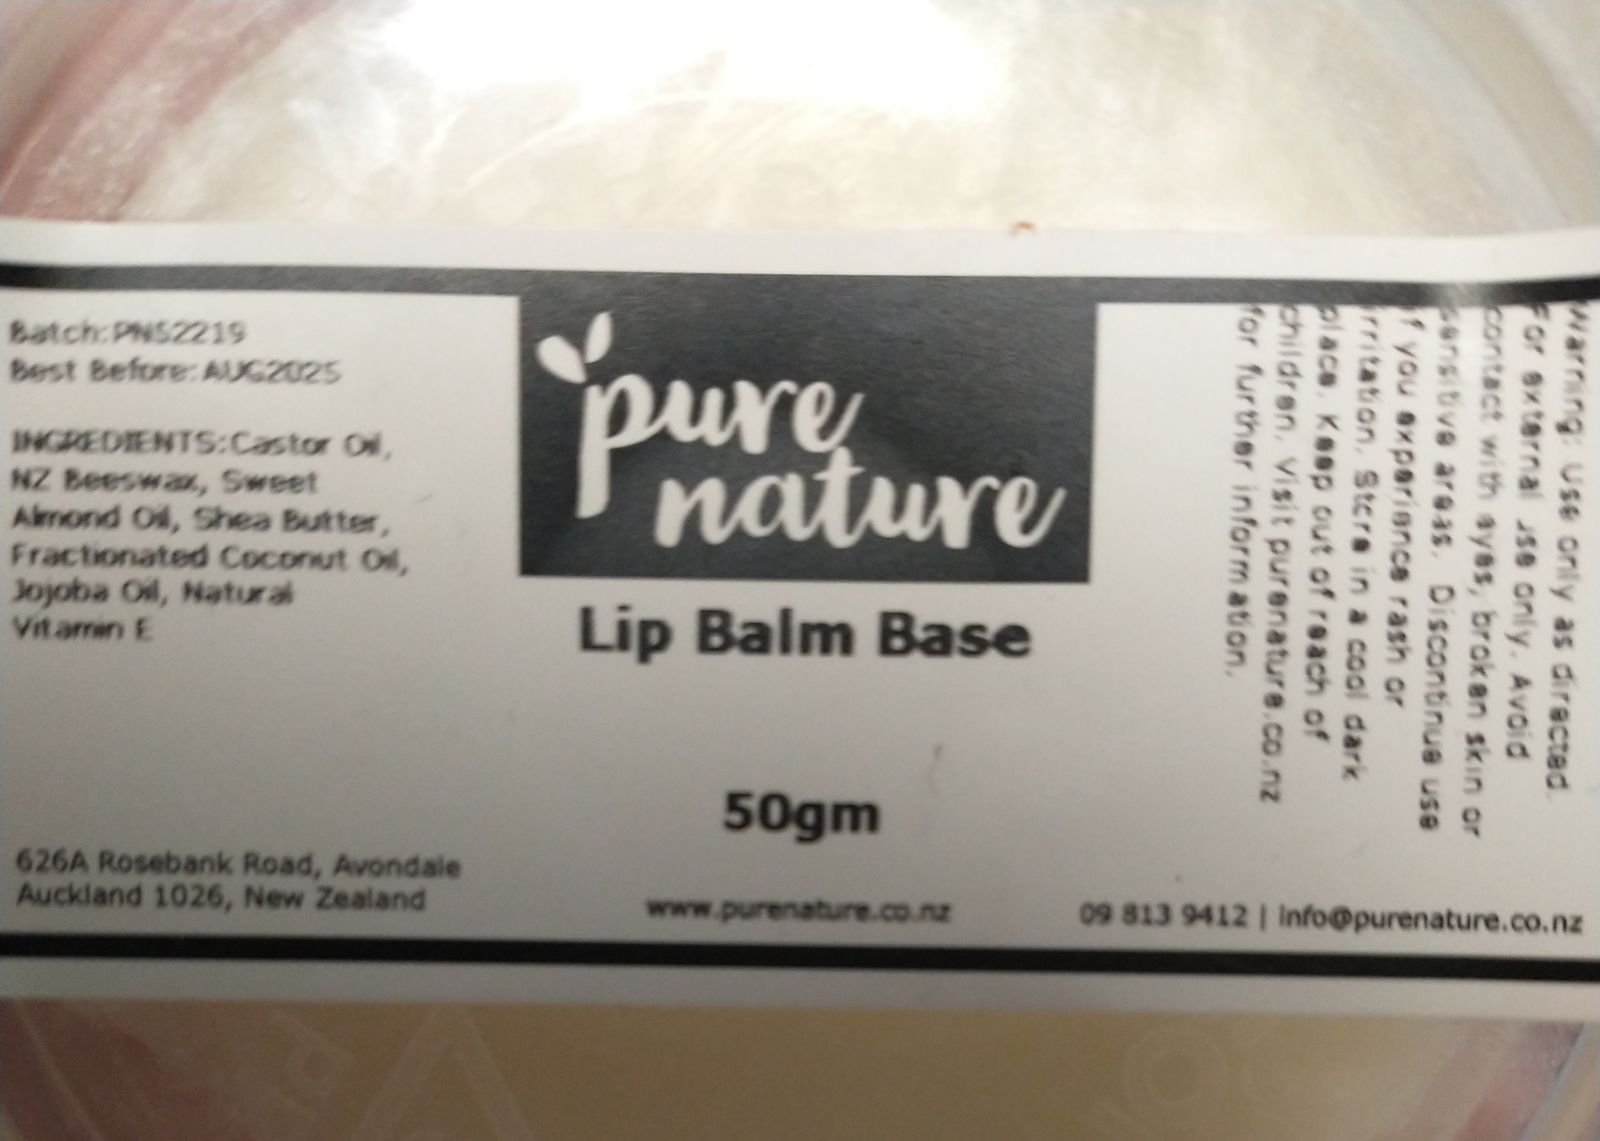 Batch:PNS2219
Best Before:AUG2025
INGREDIENTS:Castor Oil,
NZ Beeswax, Sweet
Almond Oil, Shea Butter,
Fractionated Coconut Oil,
Jojoba Oil, Natural
Vitamin E
626A Rosebank Road, Avondale
Auckland 1026, New Zealand
pure
nature
Lip Balm Base
50gm
www.purenature.co.nz
Warning: Use only as directed.
For external use only. Avoid
contact with eyes, broken skin or
sensitive areas. Discontinue use
if you experience rash or
irritation. Store in a cool dark
place. Keep out of reach of
children. Visit purenature.co.nz
for further information.
09 813 9412 | info@purenature.co.nz